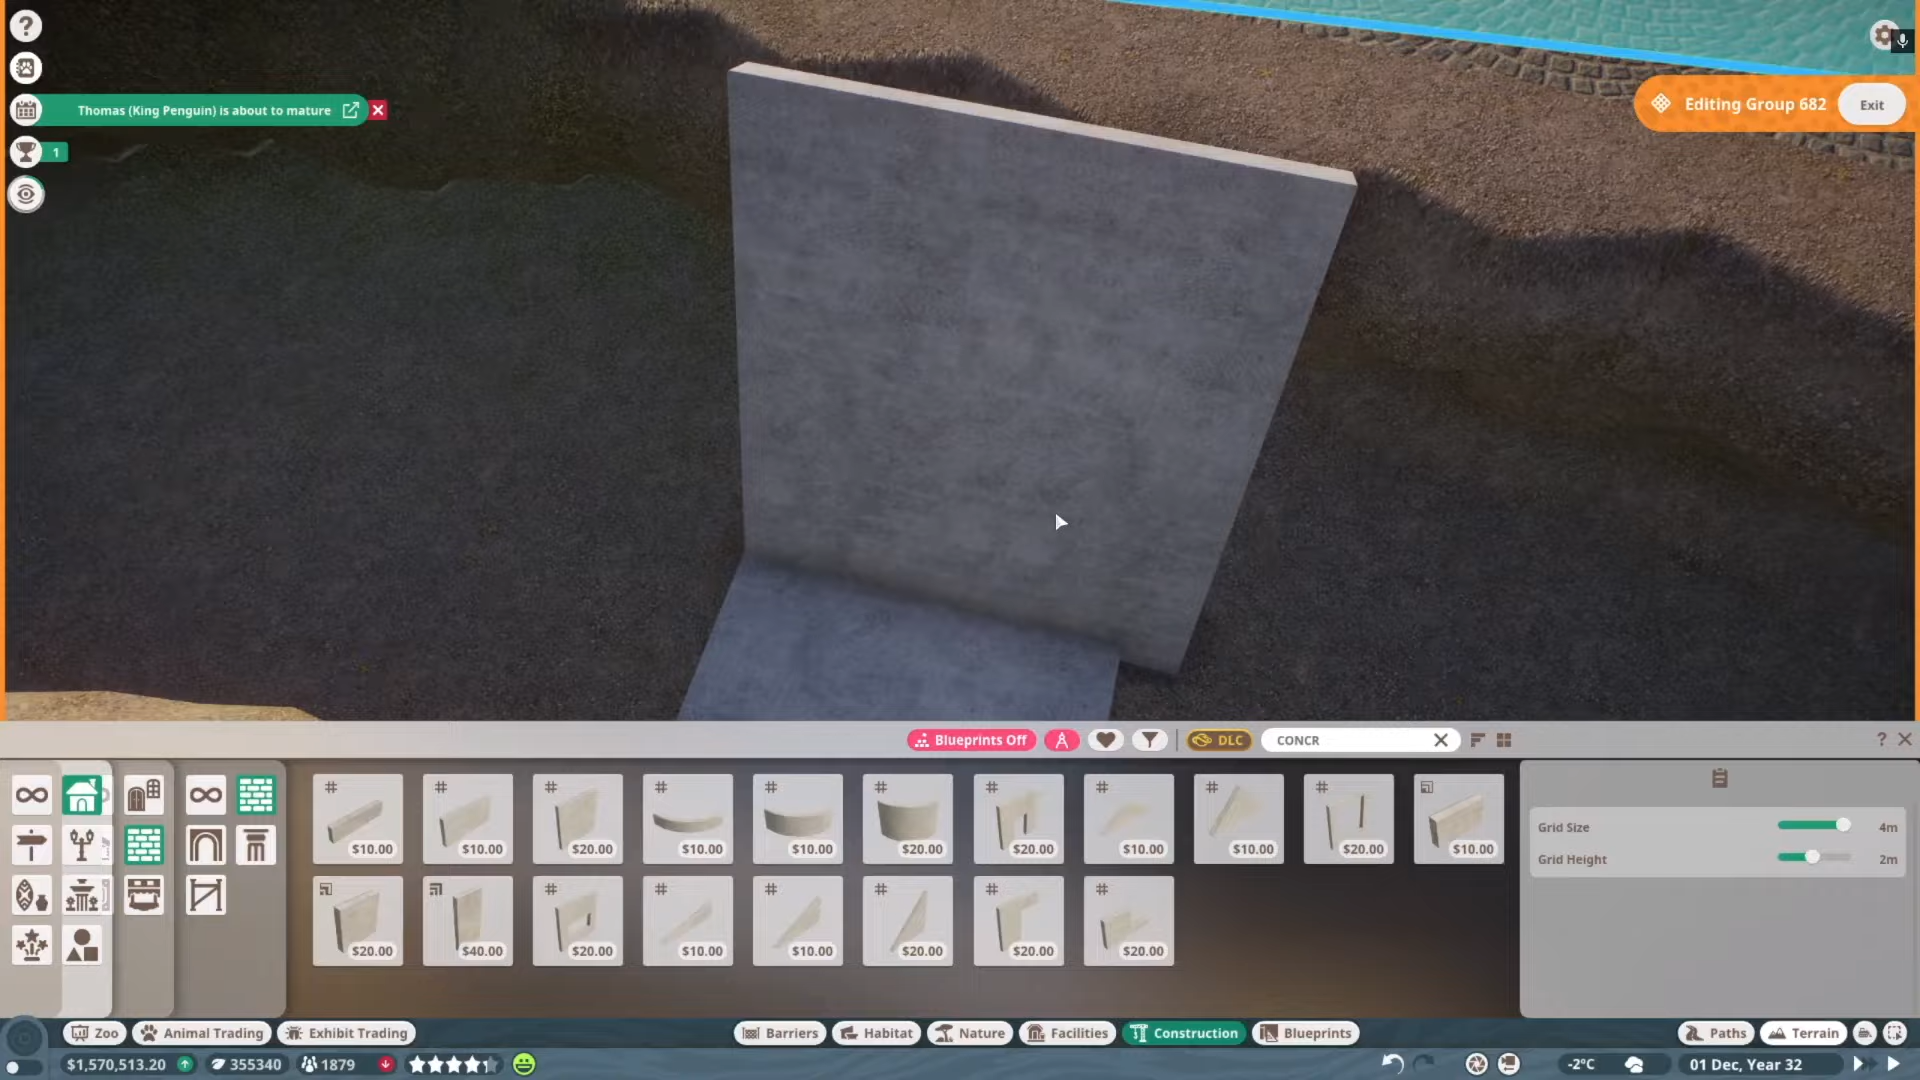 ?
Thomas (King Penguin) is about to mature
1
Editing Group 682
Exit
Blueprints Off
DLC
CONCR
?
$10.00
$10.00
$20.00
$10.00
$10.00
$20.00
$20.00
$10.00
$10.00
$20.00
$10.00
$20.00
$40.00
$20.00
$10.00
$10.00
$20.00
$20.00
$20.00
Grid Size
4m
Grid Height
2m
Zoo
Animal Trading
Exhibit Trading
Barriers
Habitat
Nature
Facilities
Construction
Blueprints
Paths
Terrain
$1,570,513.20
355340
1879
-2°C
01 Dec, Year 32